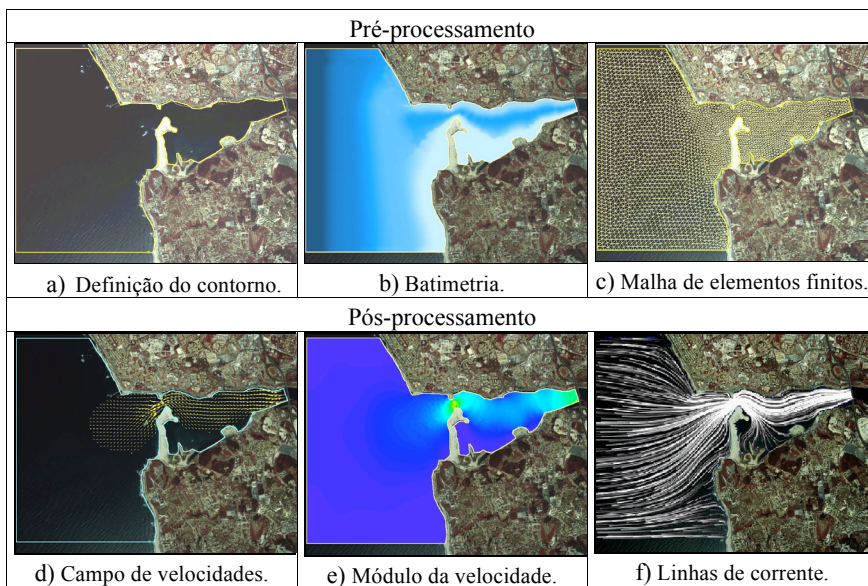 Pré-processamento
a) Definição do contorno.
b) Batimetria.
c) Malha de elementos finitos.
Pós-processamento
d) Campo de velocidades.
e) Módulo da velocidade.
f) Linhas de corrente.